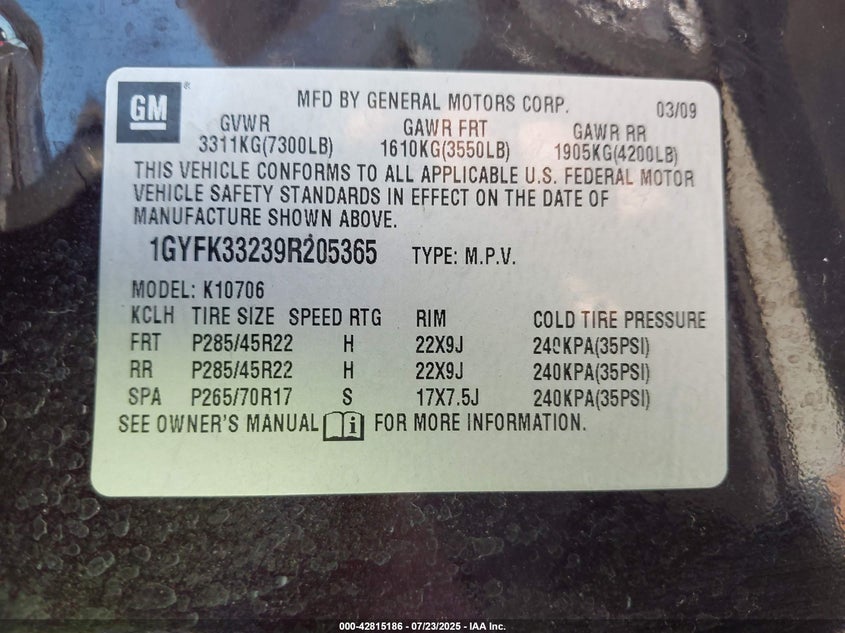 GM ® MFD BY GENERAL MOTORS CORP. 03/09
GVWR GAWR FRT GAWR RR
3311KG(7300LB) 1610KG(3550LB) 1905KG(4200LB)
THIS VEHICLE CONFORMS TO ALL APPLICABLE U.S. FEDERAL MOTOR
VEHICLE SAFETY STANDARDS IN EFFECT ON THE DATE OF
MANUFACTURE SHOWN ABOVE.
1GYFK33239R205365 TYPE: M.P.V.
MODEL: K10706
KCLH TIRE SIZE SPEED RTG RIM COLD TIRE PRESSURE
FRT P285/45R22 H 22X9J 240KPA(35PSI)
RR P285/45R22 H 22X9J 240KPA(35PSI)
SPA P265/70R17 S 17X7.5J 240KPA(35PSI)
SEE OWNER'S MANUAL i FOR MORE INFORMATION.
000-42815186 - 07/23/2025 - IAA Inc.